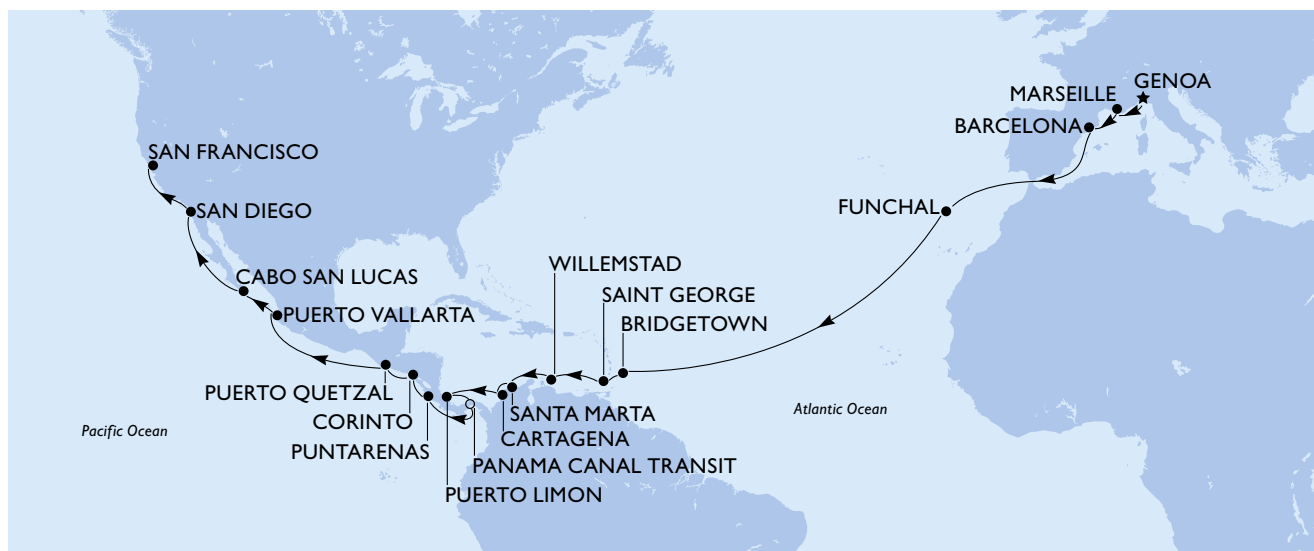 GENOA
MARSEILLE
BARCELONA
SAN FRANCISCO
SAN DIEGO
FUNCHAL
WILLEMSTAD
CABO SAN LUCAS
SAINT GEORGE
PUERTO VALLARTA
BRIDGETOWN
PUERTO QUETZAL
Atlantic Ocean
SANTA MARTA
CORINTO
Pacific Ocean
CARTAGENA
PUNTARENAS
PANAMA CANAL TRANSIT
PUERTO LIMON